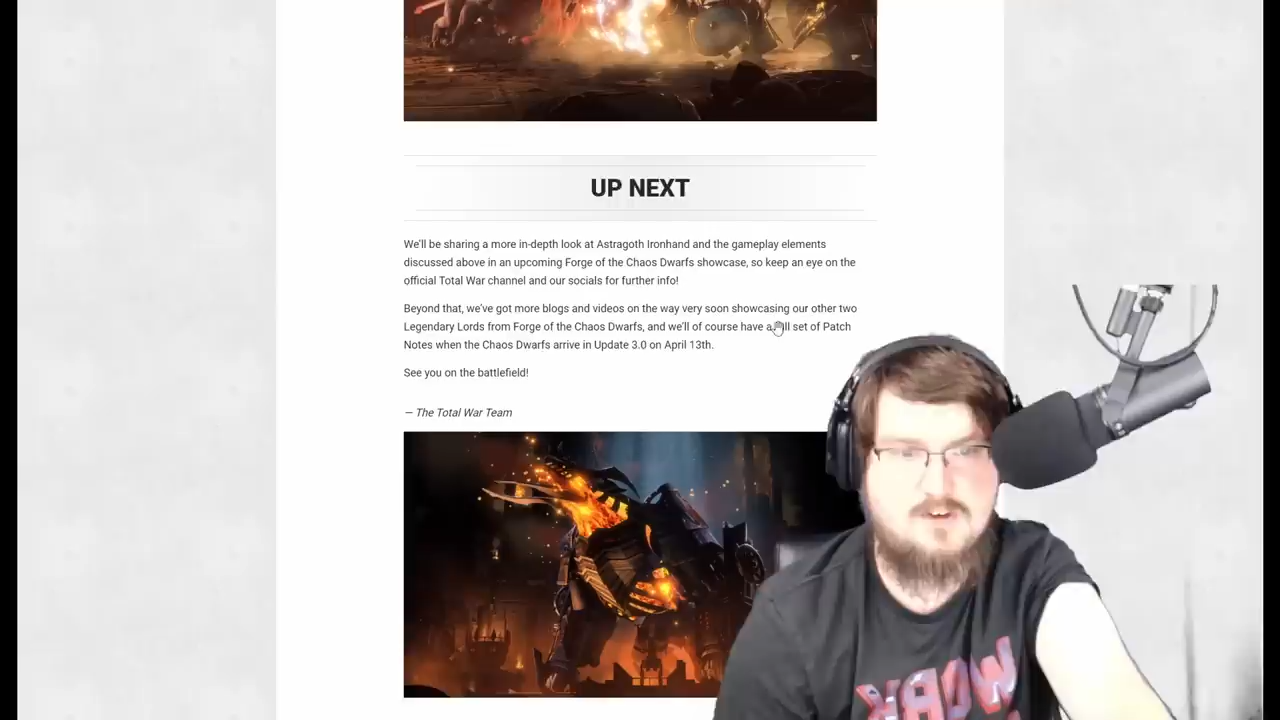 UP NEXT
We'll be sharing a more in-depth look at Astragoth Ironhand and the gameplay elements
discussed above in an upcoming Forge of the Chaos Dwarfs showcase, so keep an eye on the
official Total War channel and our socials for further info!
Beyond that, we've got more blogs and videos on the way very soon showcasing our other two
Legendary Lords from Forge of the Chaos Dwarfs, and we'll of course have a full set of Patch
Notes when the Chaos Dwarfs arrive in Update 3.0 on April 13th.
See you on the battlefield!
— The Total War Team
WORK